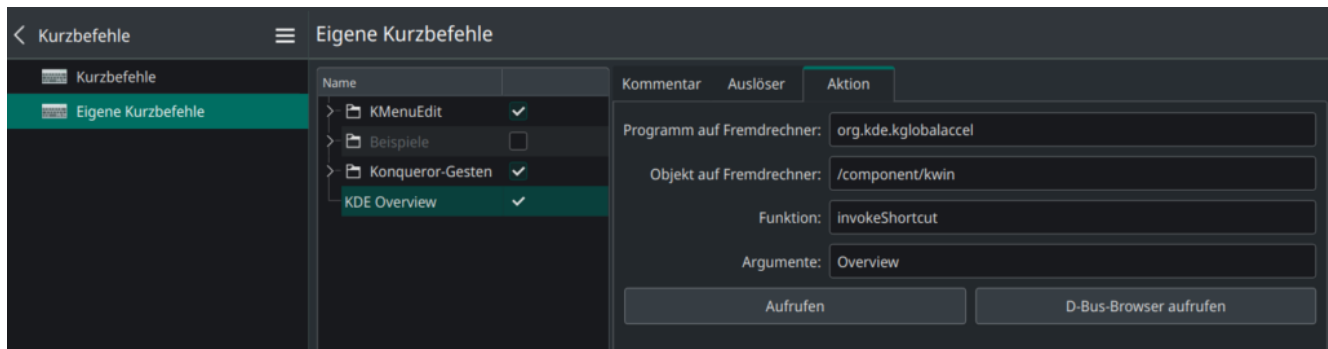 Kurzbefehle
Eigene Kurzbefehle
Kurzbefehle
Eigene Kurzbefehle
Name
KMenuEdit
Beispiele
Konqueror-Gesten
KDE Overview
Kommentar Auslöser Aktion
Programm auf Fremdrechner: org.kde.kglobalaccel
Objekt auf Fremdrechner: /component/kwin
Funktion: invokeShortcut
Argumente: Overview
Aufrufen D-Bus-Browser aufrufen